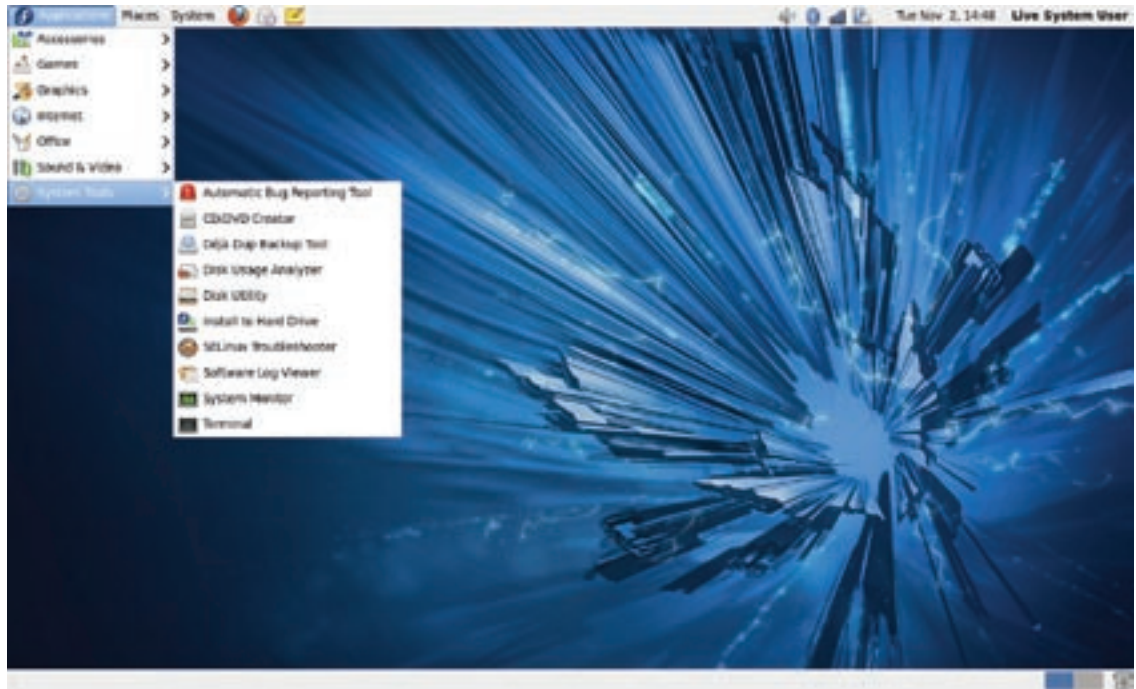 Applications Places System Tue Nov 2, 14:48 Live System User
Accessories
Games
Graphics
Internet
Office
Sound & Video
System Tools
Automatic Bug Reporting Tool
CD/DVD Creator
Déjà Dup Backup Tool
Disk Usage Analyzer
Disk Utility
Install to Hard Drive
SELinux Troubleshooter
Software Log Viewer
System Monitor
Terminal